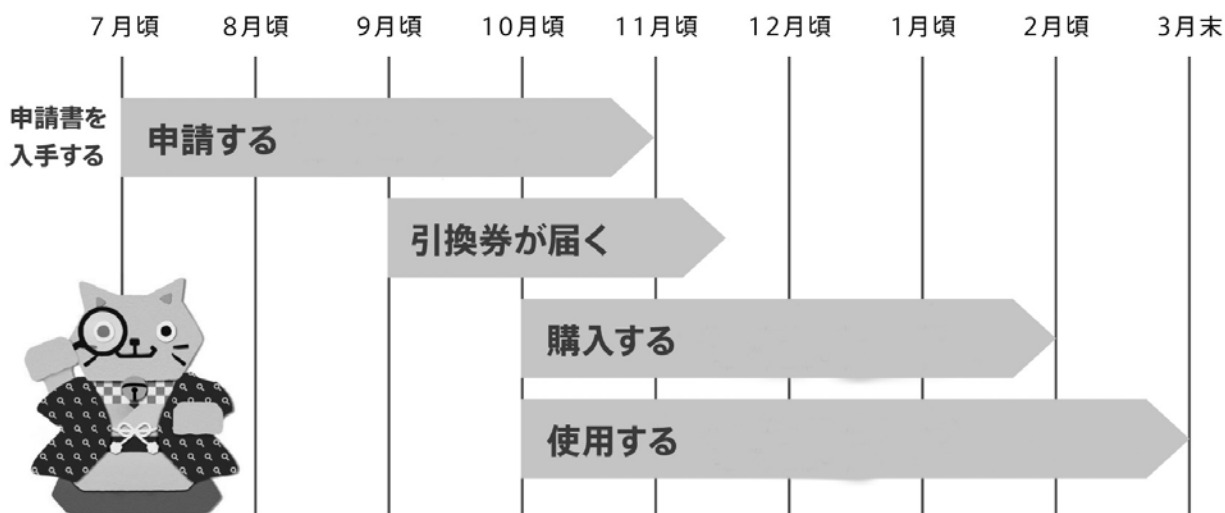 7月頃 8月頃 9月頃 10月頃 11月頃 12月頃 1月頃 2月頃 3月末
申請書を
入手する
申請する
引換券が届く
購入する
使用する